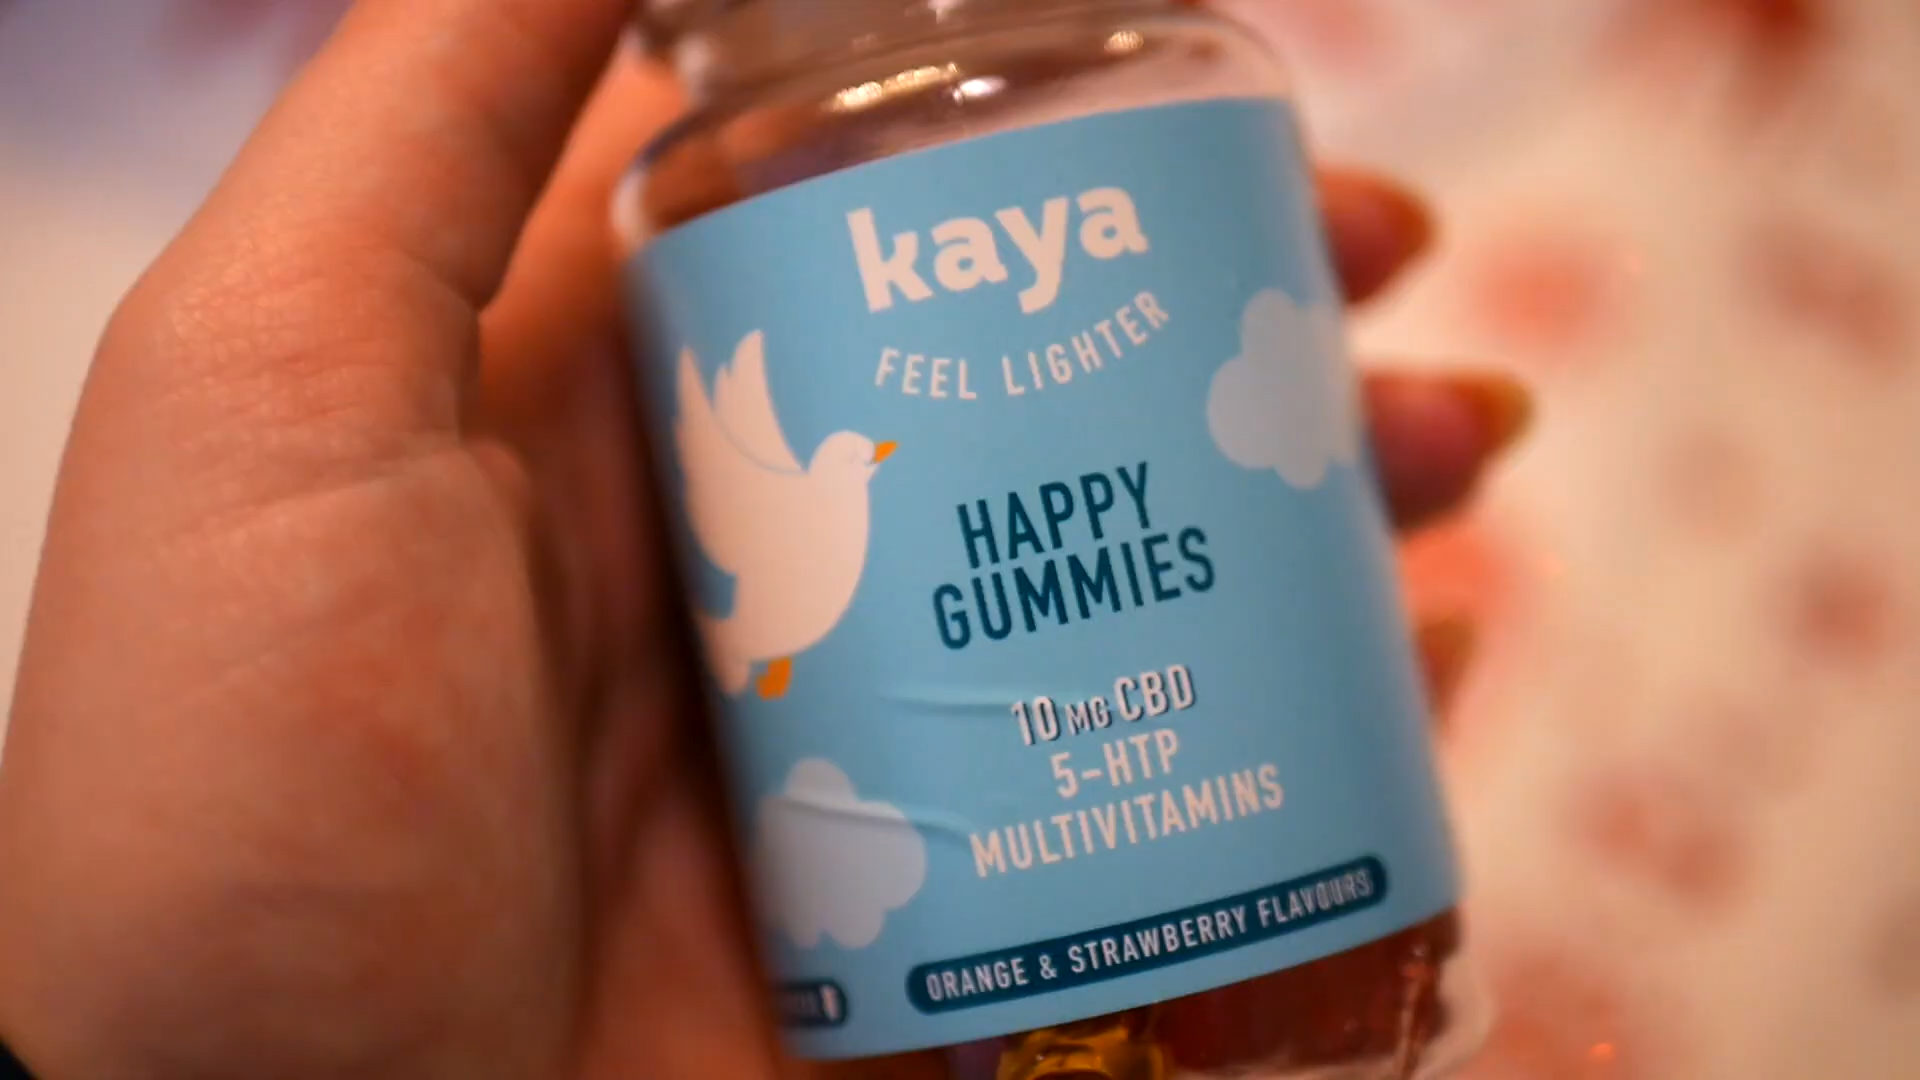 kaya
FEEL LIGHTER
HAPPY
GUMMIES
10 MG CBD
5-HTP
MULTIVITAMINS
ORANGE & STRAWBERRY FLAVOURS